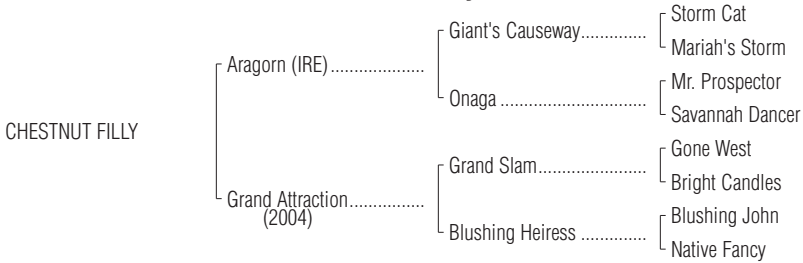 Storm Cat
Giant's Causeway..............
Mariah's Storm
Aragorn (IRE)....................
Mr. Prospector
Onaga ...............................
Savannah Dancer
CHESTNUT FILLY
Gone West
Grand Slam.......................
Bright Candles
Grand Attraction................
(2004)
Blushing John
Blushing Heiress ..............
Native Fancy